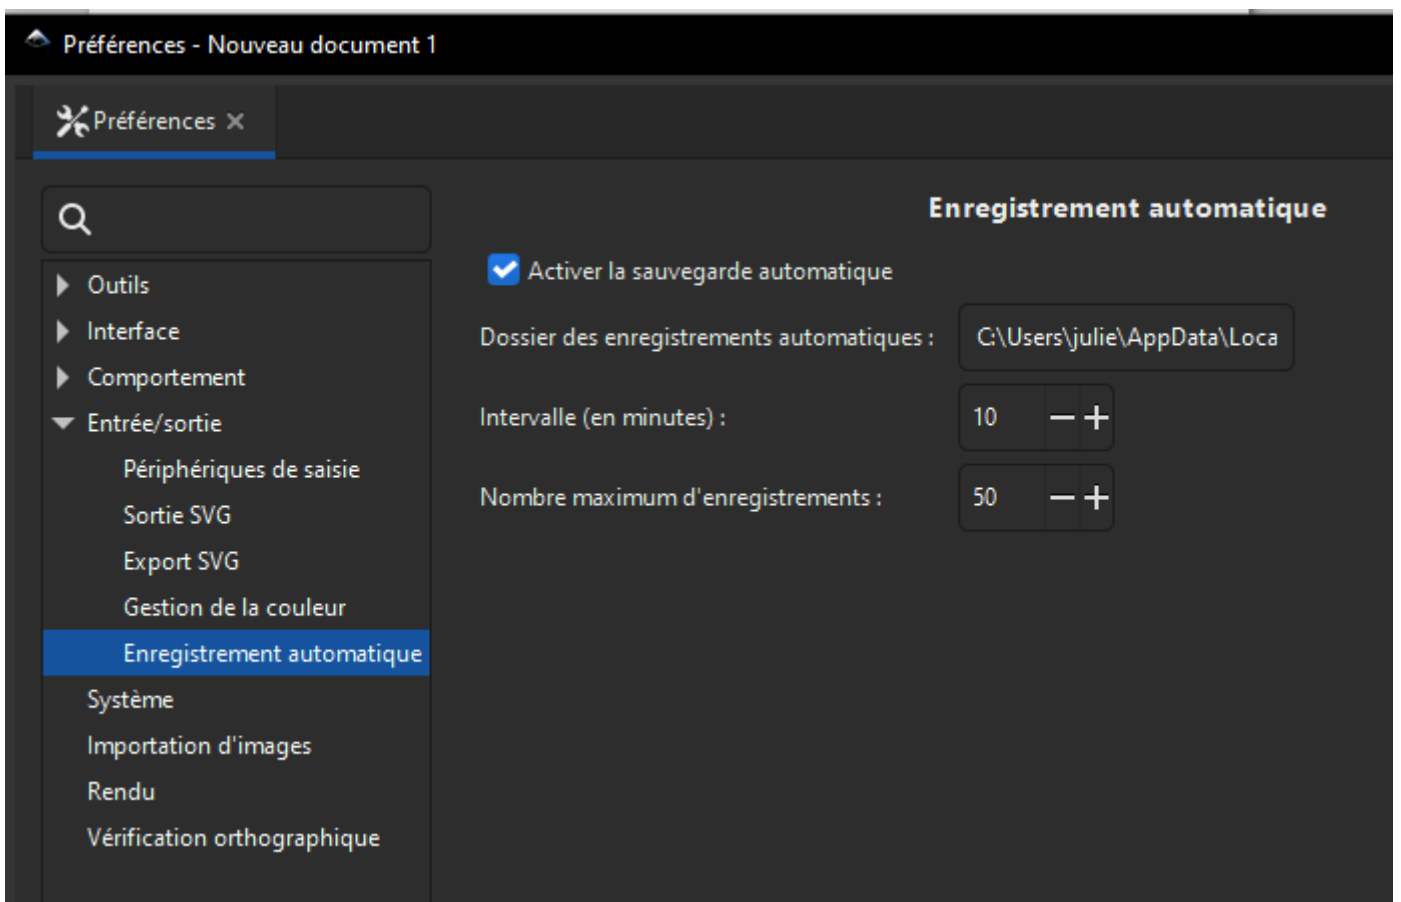 Préférences - Nouveau document 1
Préférences
Enregistrement automatique
Activer la sauvegarde automatique
Dossier des enregistrements automatiques : C:\Users\julie\AppData\Loca
Intervalle (en minutes) : 10
Nombre maximum d'enregistrements : 50
Outils
Interface
Comportement
Entrée/sortie
Périphériques de saisie
Sortie SVG
Export SVG
Gestion de la couleur
Enregistrement automatique
Système
Importation d'images
Rendu
Vérification orthographique